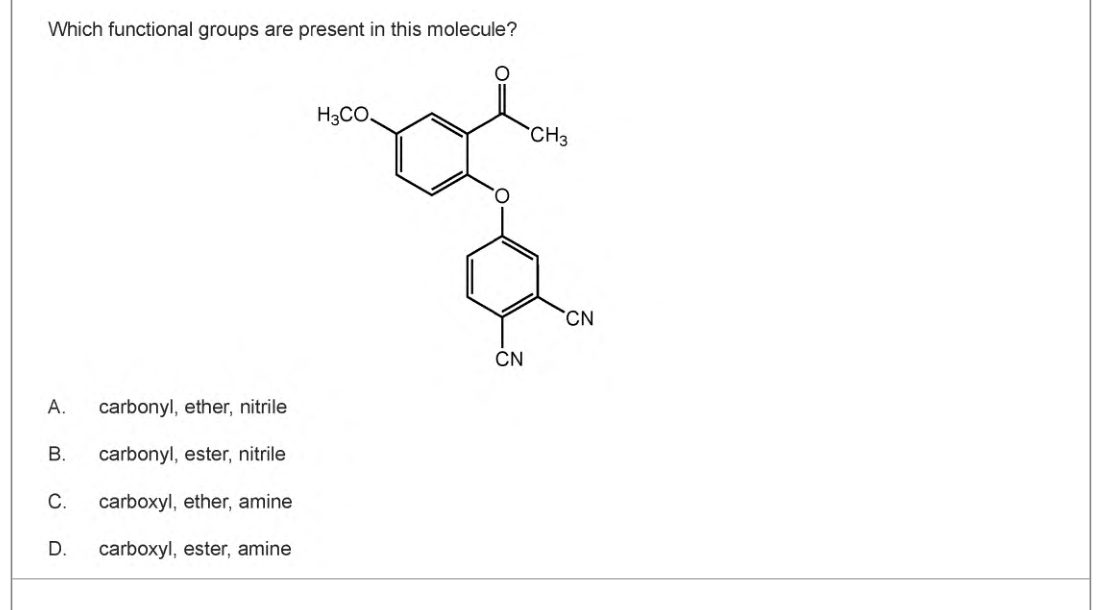 Which functional groups are present in this molecule?
O
H₃CO
CH₃
O
CN
CN
A. carbonyl, ether, nitrile
B. carbonyl, ester, nitrile
C. carboxyl, ether, amine
D. carboxyl, ester, amine